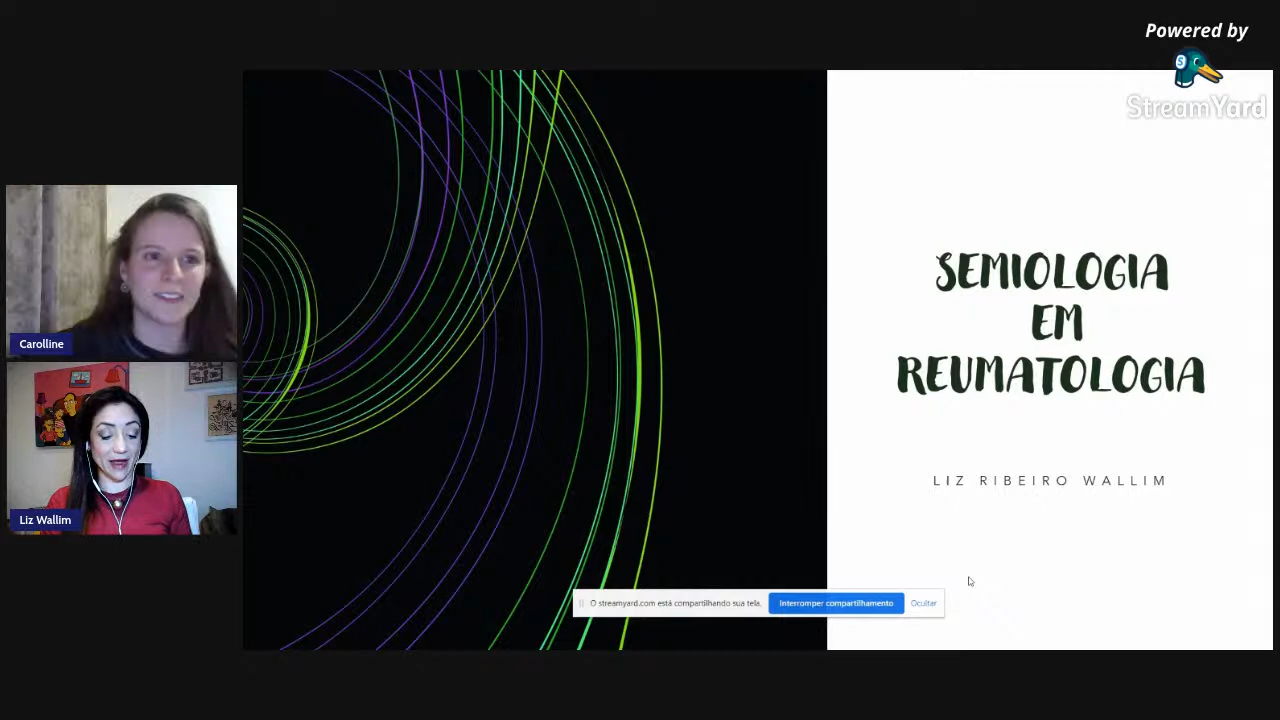 Powered by
StreamYard
SEMIOLOGIA
EM
REUMATOLOGIA
LIZ RIBEIRO WALLIM
Carolline
Liz Wallim
O streamyard.com está compartilhando sua tela.
Interromper compartilhamento
Ocultar